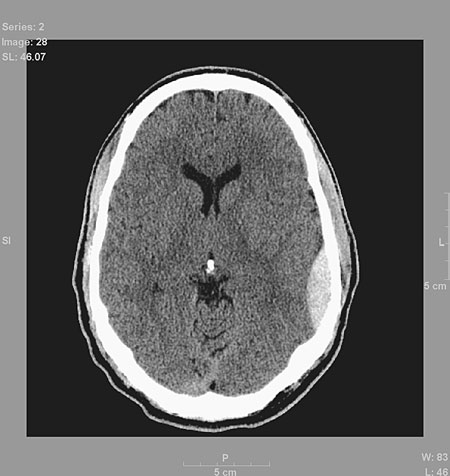 Series: 2
Image: 28
SL: 46.07
SI
L
5 cm
P
5 cm
W: 83
L: 46